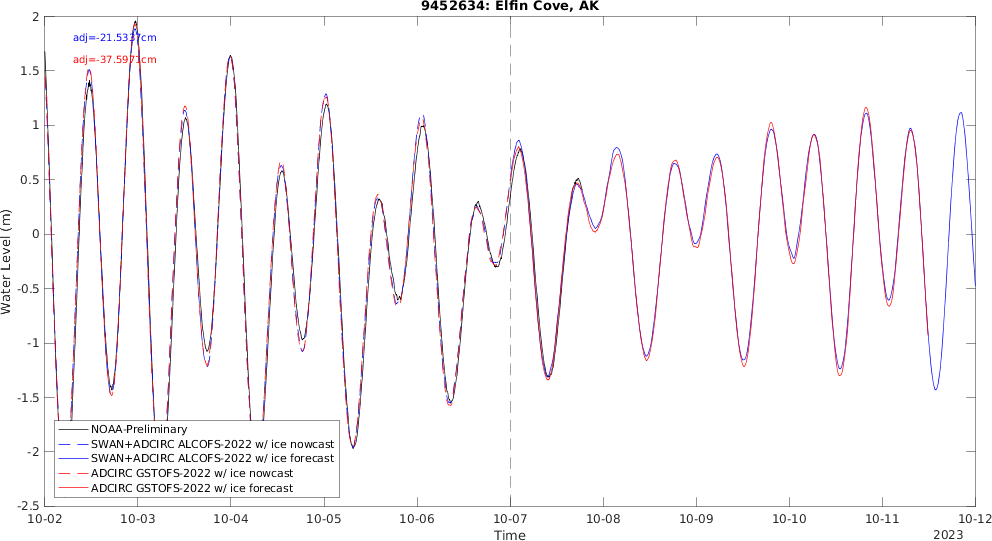 9452634: Elfin Cove, AK
adj=-21.5337cm
adj=-37.5971cm
Water Level (m)
2
1.5
1
0.5
0
-0.5
-1
-1.5
-2
-2.5
NOAA-Preliminary
SWAN+ADCIRC ALCOFS-2022 w/ ice nowcast
SWAN+ADCIRC ALCOFS-2022 w/ ice forecast
ADCIRC GSTOFS-2022 w/ ice nowcast
ADCIRC GSTOFS-2022 w/ ice forecast
10-02 10-03 10-04 10-05 10-06 10-07 10-08 10-09 10-10 10-11 10-12
Time
2023